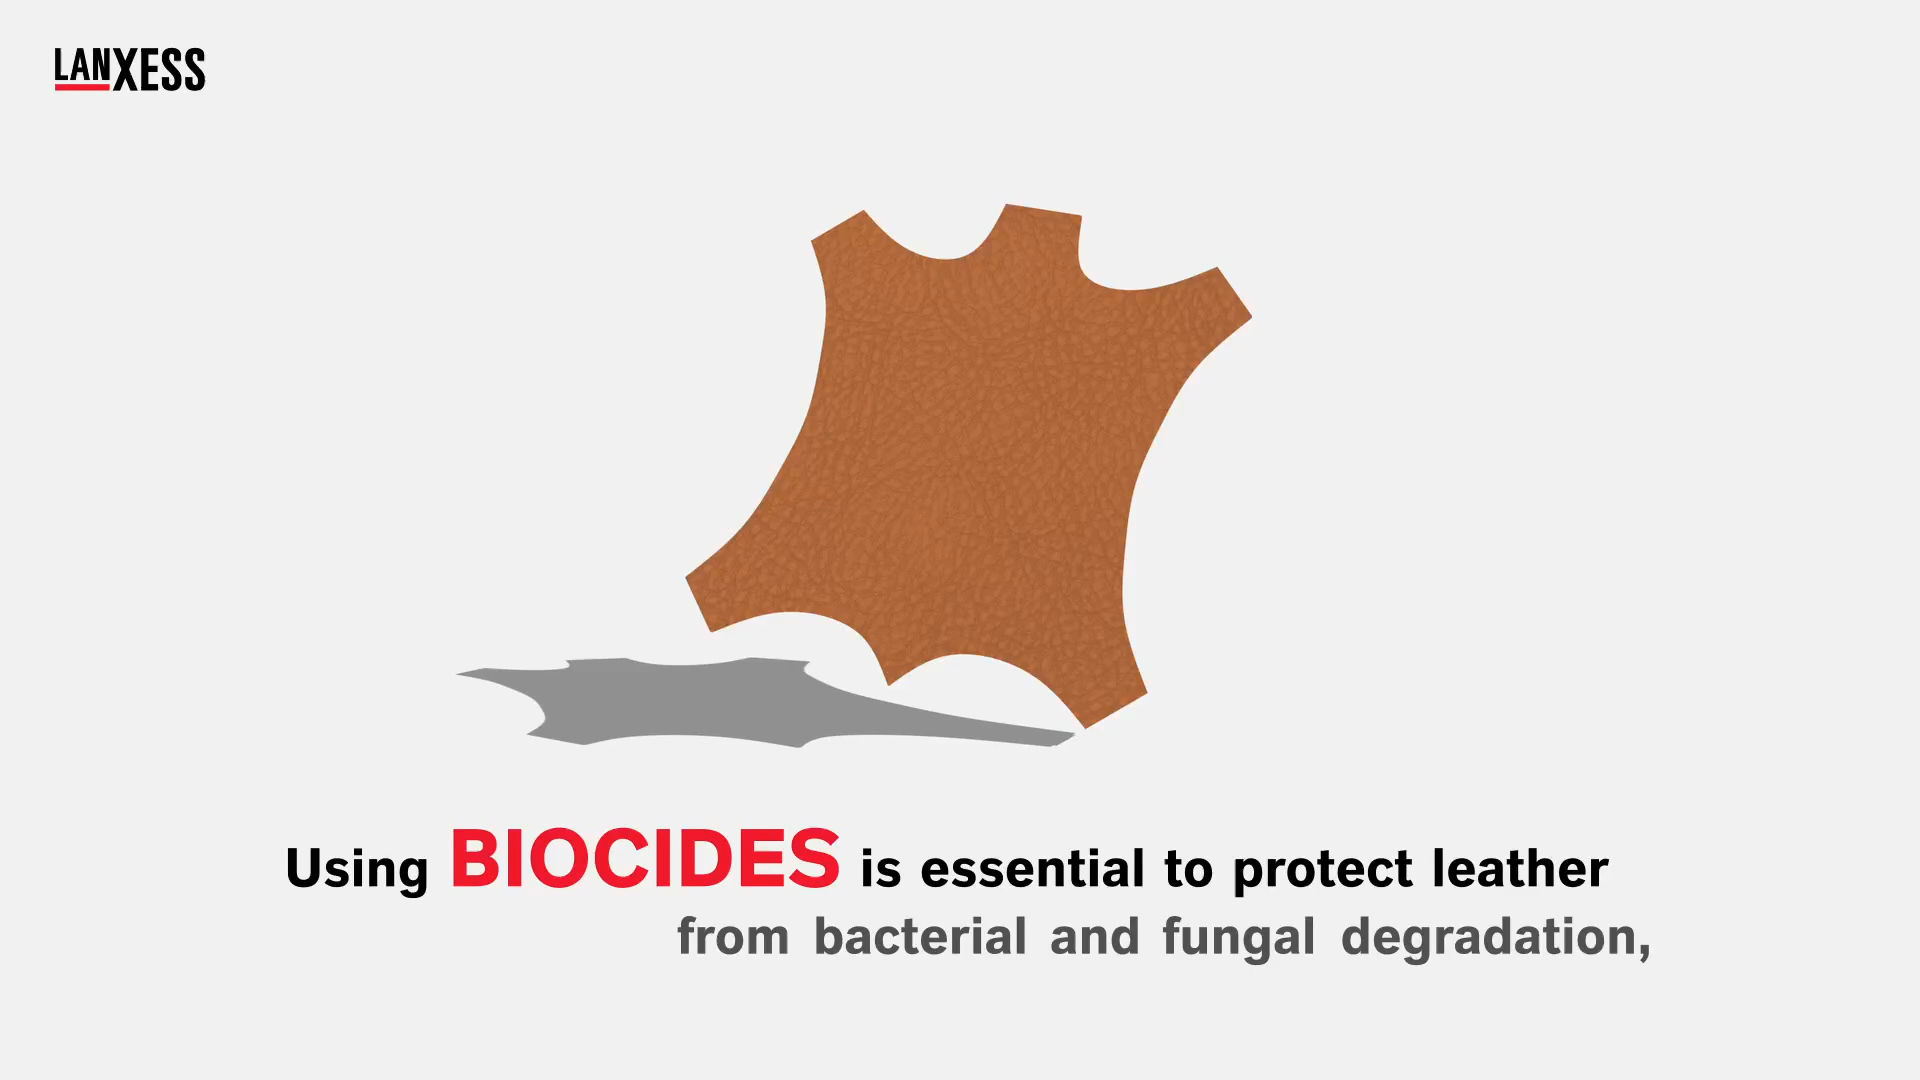 LANXESS
Using BIOCIDES is essential to protect leather
from bacterial and fungal degradation,